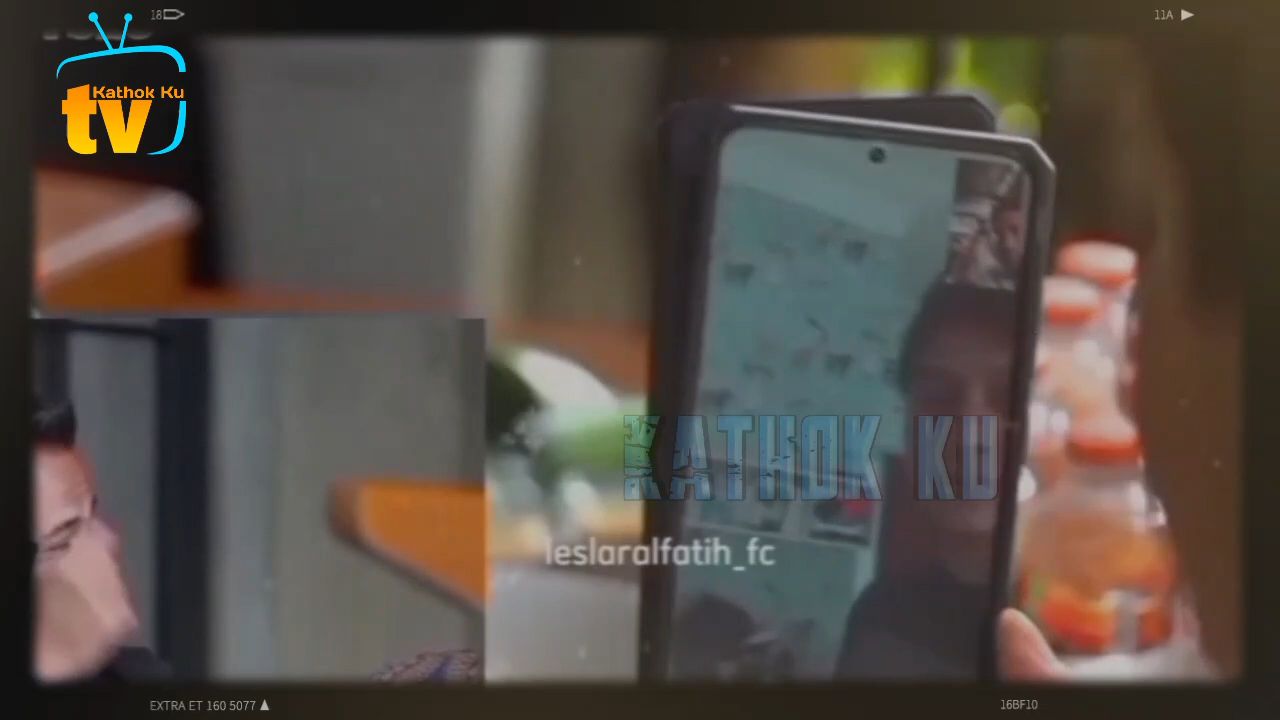 18
11A
Kathok Ku
tv
KATHOK KU
leslaralfatih_fc
EXTRA ET 160 5077
16BF10